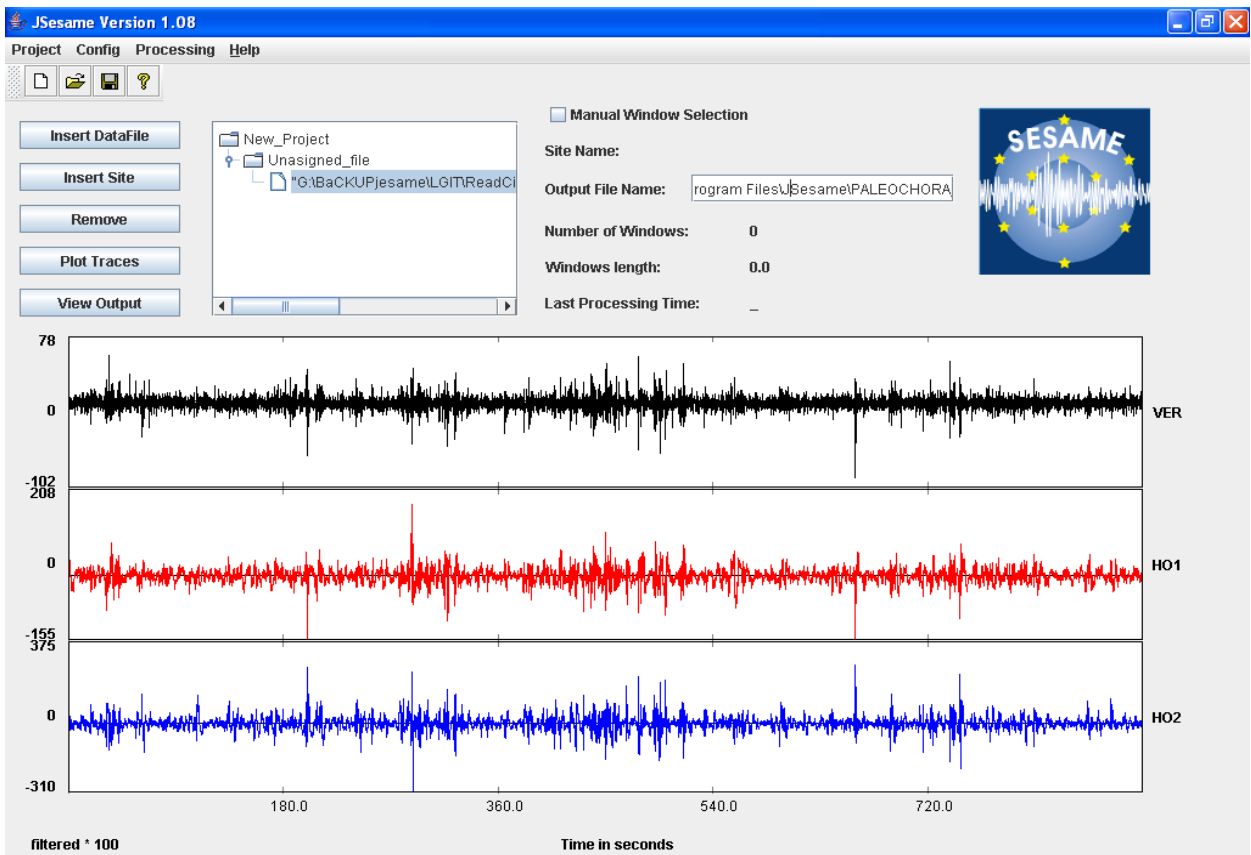 JSesame Version 1.08
Project Config Processing Help
Insert DataFile
Insert Site
Remove
Plot Traces
View Output
New_Project
Unasigned_file
"G:\BaCKUPjesame\LGIT\ReadCi
Manual Window Selection
Site Name:
Output File Name: rogram Files\JSesame\PALEOCHORA
Number of Windows: 0
Windows length: 0.0
Last Processing Time: _
SESAME
78
0
-102
VER
208
0
-155
HO1
375
0
-310
HO2
180.0 360.0 540.0 720.0
filtered * 100 Time in seconds